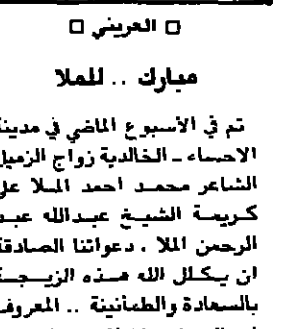 □ العريني □
مبارك .. للملا
تم في الأسبوع الماضي في مدينة
الاحساء ـ الخالدية زواج الزميل
الشاعر محمد احمد الملا على
كريمة الشيخ عبدالله عبد
الرحمن الملا ، دعواتنا الصادقة
ان يكلل الله هذه الزيجة
بالسعادة والطمأنينة .. المعروف